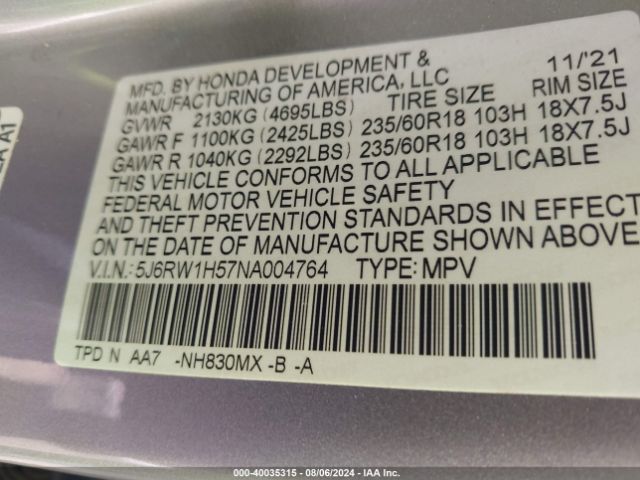 MFD. BY HONDA DEVELOPMENT & 11/'21
MANUFACTURING OF AMERICA, LLC
GVWR 2130KG (4695LBS) TIRE SIZE RIM SIZE
GAWR F 1100KG (2425LBS) 235/60R18 103H 18X7.5J
GAWR R 1040KG (2292LBS) 235/60R18 103H 18X7.5J
THIS VEHICLE CONFORMS TO ALL APPLICABLE
FEDERAL MOTOR VEHICLE SAFETY
AND THEFT PREVENTION STANDARDS IN EFFECT
ON THE DATE OF MANUFACTURE SHOWN ABOVE
V.I.N.: 5J6RW1H57NA004764 TYPE: MPV
TPD N AA7 -NH830MX -B -A
A1
000-40035315 - 08/06/2024 - IAA Inc.